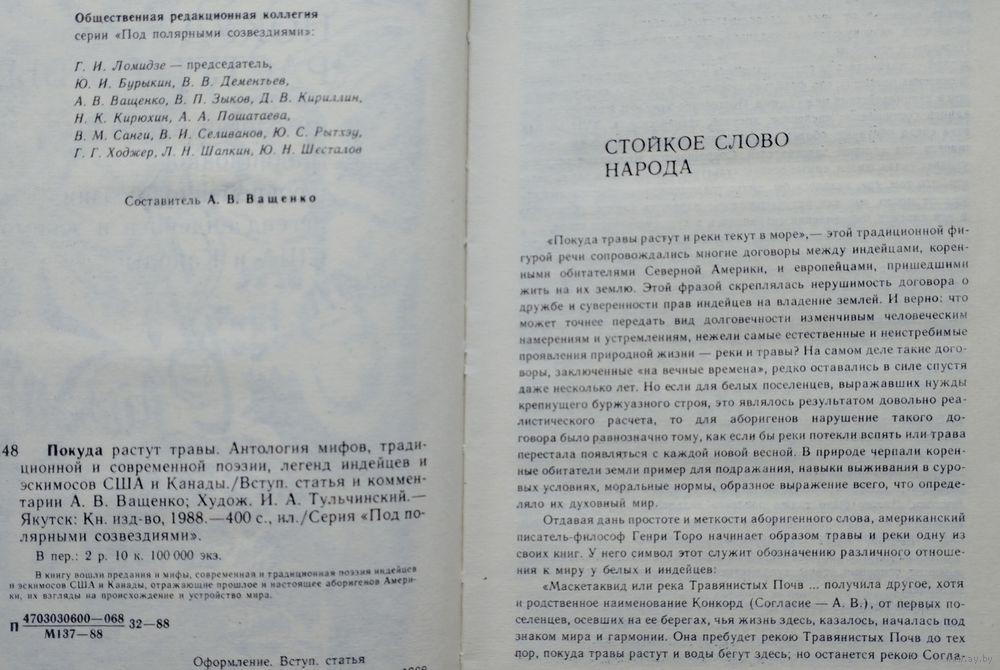 Общественная редакционная коллегия
серии «Под полярными созвездиями»:
Г. И. Ломидзе — председатель,
Ю. И. Бурыкин, В. В. Дементьев,
А. В. Ващенко, В. П. Зыков, Д. В. Кириллин,
Н. К. Кирюхин, А. А. Пошатаева,
В. М. Санги, В. И. Селиванов, Ю. С. Рытхэу,
Г. Г. Ходжер, Л. Н. Шапкин, Ю. Н. Шесталов
Составитель А. В. Ващенко
48 Покуда растут травы. Антология мифов, тради-
ционной и современной поэзии, легенд индейцев и
эскимосов США и Канады./Вступ. статья и коммен-
тарии А. В. Ващенко; Худож. И. А. Тульчинский.—
Якутск: Кн. изд-во, 1988.—400 с., ил./Серия «Под по-
лярными созвездиями».
В пер.: 2 р. 10 к. 100 000 экз.
В книгу вошли предания и мифы, современная и традиционная поэзия индейцев
и эскимосов США и Канады, отражающие прошлое и настоящее аборигенов Амери-
ки, их взгляды на происхождение и устройство мира.
П 4703030600—068 32—88
М137—88
Оформление. Вступ. статья
СТОЙКОЕ СЛОВО
НАРОДА
«Покуда травы растут и реки текут в море»,— этой традиционной фи-
гурой речи сопровождались многие договоры между индейцами, корен-
ными обитателями Северной Америки, и европейцами, пришедшими
жить на их землю. Этой фразой скреплялась нерушимость договора о
дружбе и суверенности прав индейцев на владение землей. И верно: что
может точнее передать вид долговечности изменчивым человеческим
намерениям и устремлениям, нежели самые естественные и неистребимые
проявления природной жизни — реки и травы? На самом деле такие дого-
воры, заключенные «на вечные времена», редко оставались в силе спустя
даже несколько лет. Но если для белых поселенцев, выражавших нужды
крепнущего буржуазного строя, это являлось результатом довольно реа-
листического расчета, то для аборигенов нарушение такого до-
говора было равнозначно тому, как если бы реки потекли вспять или трава
перестала появляться с каждой новой весной. В природе черпали корен-
ные обитатели земли пример для подражания, навыки выживания в суро-
вых условиях, моральные нормы, образное выражение всего, что опреде-
ляло их духовный мир.
Отдавая дань простоте и меткости аборигенного слова, американский
писатель-философ Генри Торо начинает образом травы и реки одну из
своих книг. У него символ этот служит обозначению различного отноше-
ния к миру у белых и индейцев:
«Маскетаквид или река Травянистых Почв ... получила другое, хотя
и родственное наименование Конкорд (Согласие — А. В.), от первых по-
селенцев, осевших на ее берегах, чья жизнь здесь, казалось, началась под
знаком мира и гармонии. Она пребудет рекою Травянистых Почв до тех
пор, покуда травы растут и воды бегут здесь; но останется рекою Согла-